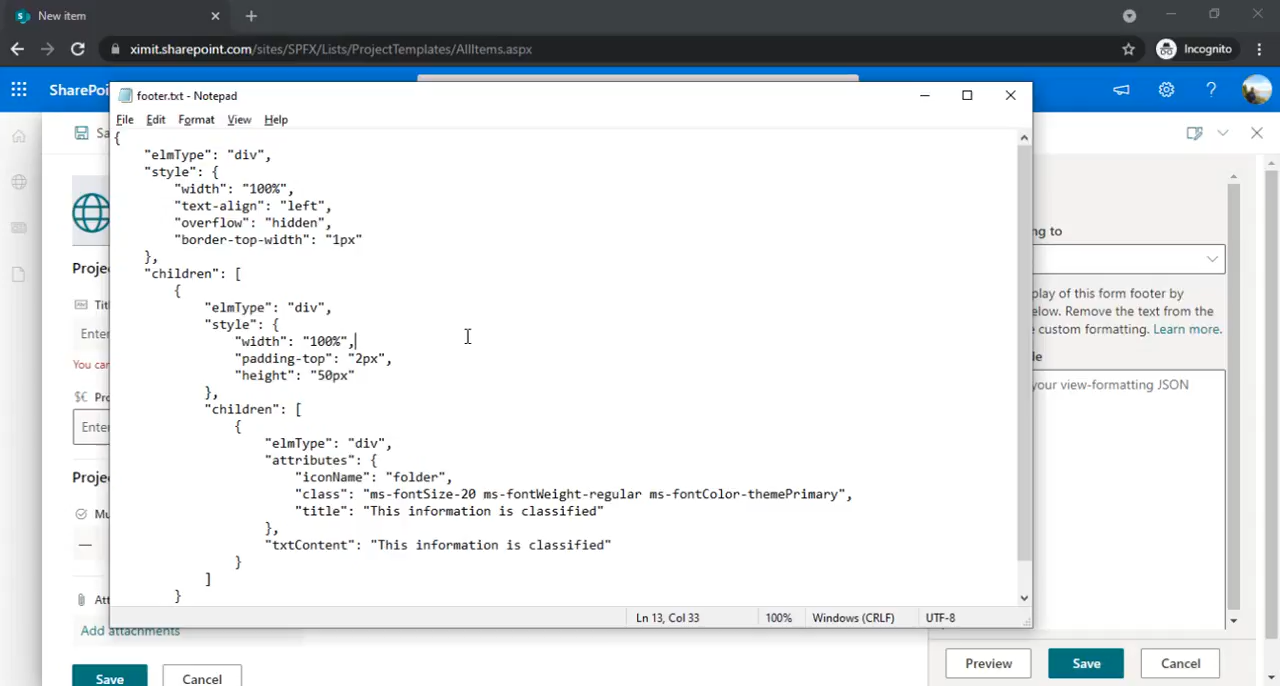 New item
ximit.sharepoint.com/sites/SPFX/Lists/ProjectTemplates/AllItems.aspx
Incognito
SharePoi
footer.txt - Notepad
File Edit Format View Help
{
"elmType": "div",
"style": {
"width": "100%",
"text-align": "left",
"overflow": "hidden",
"border-top-width": "1px"
},
"children": [
{
"elmType": "div",
"style": {
"width": "100%",
"padding-top": "2px",
"height": "50px"
},
"children": [
{
"elmType": "div",
"attributes": {
"iconName": "folder",
"class": "ms-fontSize-20 ms-fontWeight-regular ms-fontColor-themePrimary",
"title": "This information is classified"
},
"txtContent": "This information is classified"
}
]
}
Ln 13, Col 33
100%
Windows (CRLF)
UTF-8
Sa
Proje
Tit
Enter
You can
$€ Pro
Enter
Proje
Mu
—
Att
Add attachments
Save
Cancel
ng to
play of this form footer by
elow. Remove the text from the
e custom formatting. Learn more.
le
your view-formatting JSON
Preview
Save
Cancel